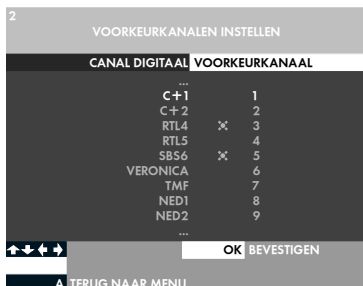 2
VOORKEURKANALEN INSTELLEN
CANAL DIGITAAL VOORKEURKANAAL
...
C+1 1
C+2 2
RTL4 3
RTL5 4
SBS6 5
VERONICA 6
TMF 7
NED1 8
NED2 9
...
OK BEVESTIGEN
A TERUG NAAR MENU